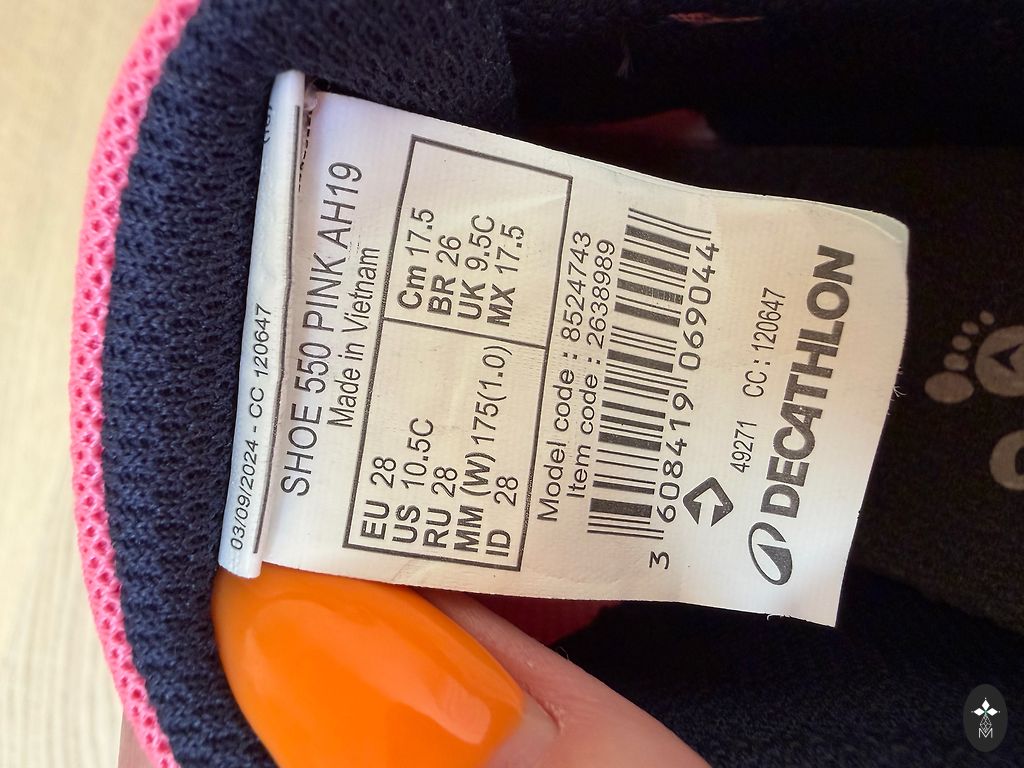 03/09/2024 - CC 120647
SHOE 550 PINK AH19
Made in Vietnam
EU 28
US 10.5C
RU 28
MM (W) 175(1.0)
ID 28
Cm 17.5
BR 26
UK 9.5C
MX 17.5
Model code : 8524743
Item code : 2638989
3 608419 069044
49271 CC : 120647
DECATHLON